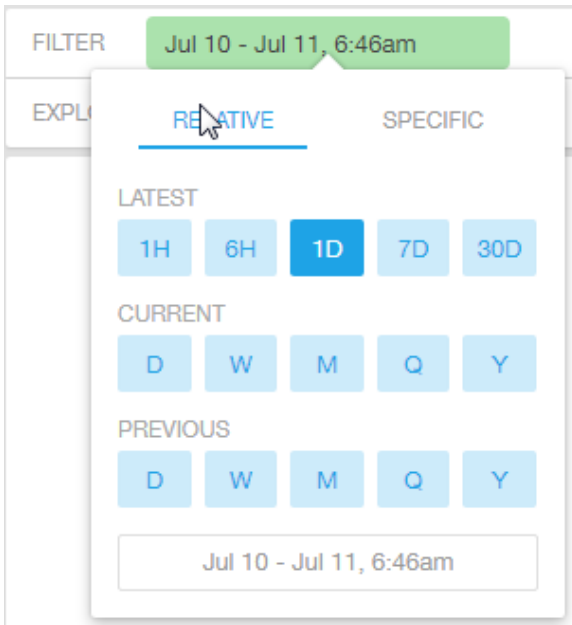 FILTER Jul 10 - Jul 11, 6:46am
RELATIVE SPECIFIC
LATEST
1H 6H 1D 7D 30D
CURRENT
D W M Q Y
PREVIOUS
D W M Q Y
Jul 10 - Jul 11, 6:46am